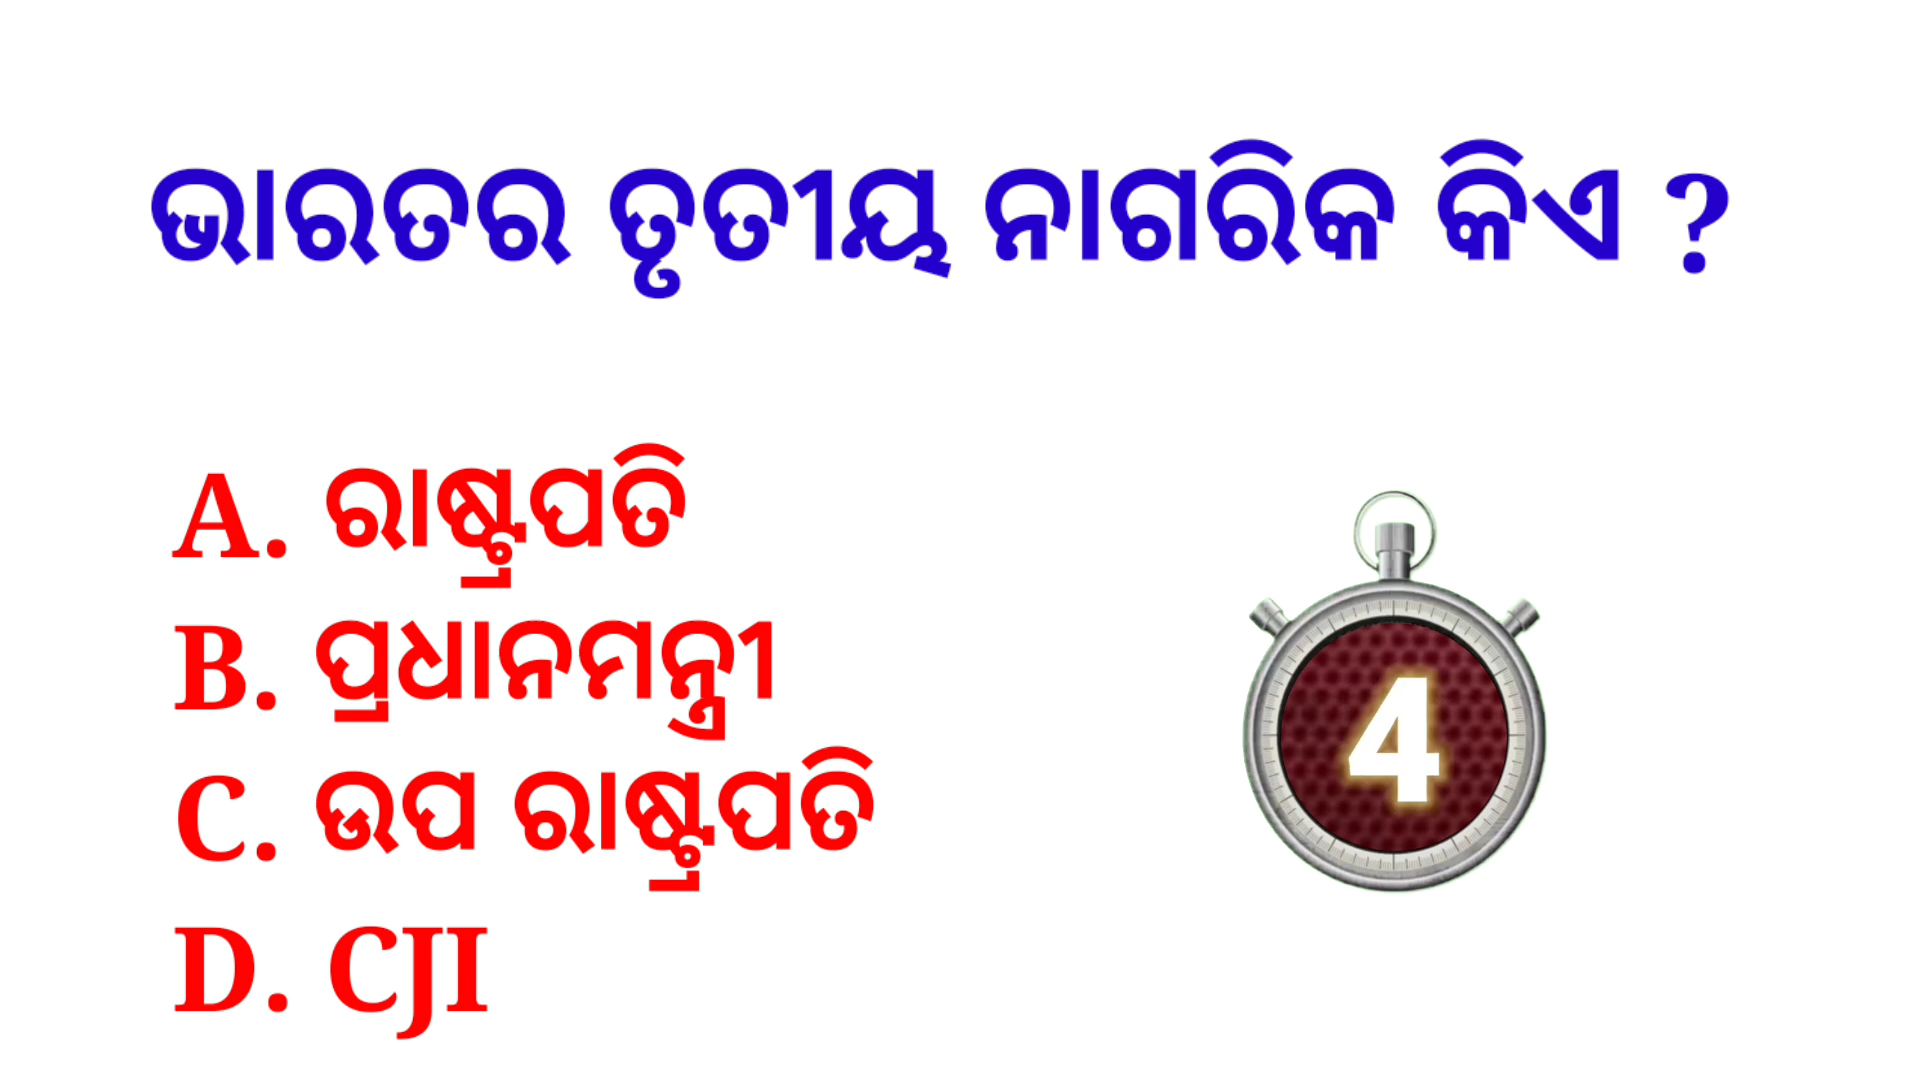 ଭାରତର ତୃତୀୟ ନାଗରିକ କିଏ ?
A. ରାଷ୍ଟ୍ରପତି
B. ପ୍ରଧାନମନ୍ତ୍ରୀ
C. ଉପ ରାଷ୍ଟ୍ରପତି
D. CJI
4